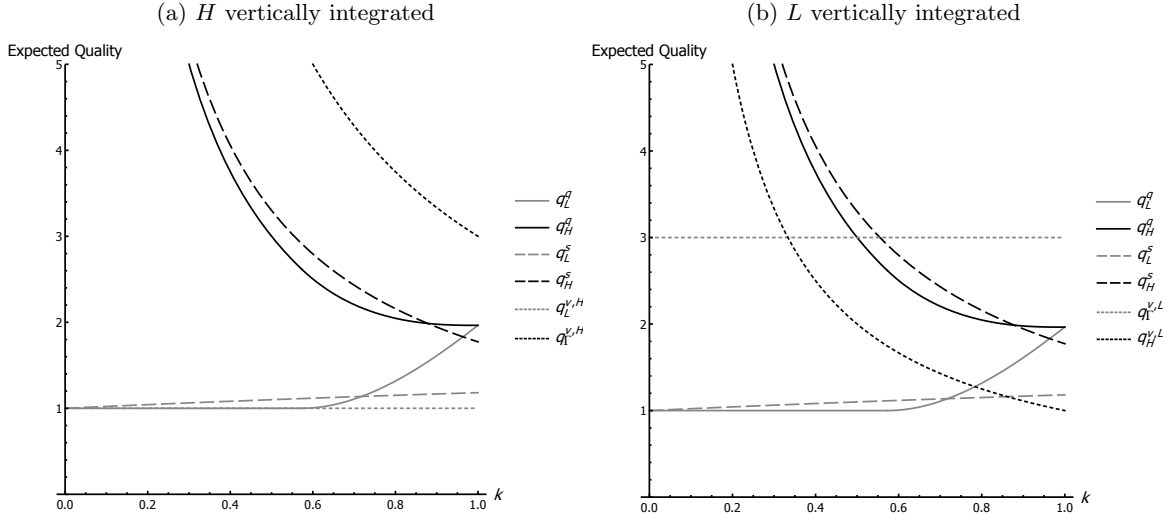 (a) H vertically integrated
Expected Quality
5
4
3
2
1
0.0 0.2 0.4 0.6 0.8 1.0 k
q_L^q
q_H^q
q_L^s
q_H^s
q_L^{v,H}
q_Γ^{v,H}
(b) L vertically integrated
Expected Quality
5
4
3
2
1
0.0 0.2 0.4 0.6 0.8 1.0 k
q_L^q
q_H^q
q_L^s
q_H^s
q_Γ^{v,L}
q_H^{v,L}